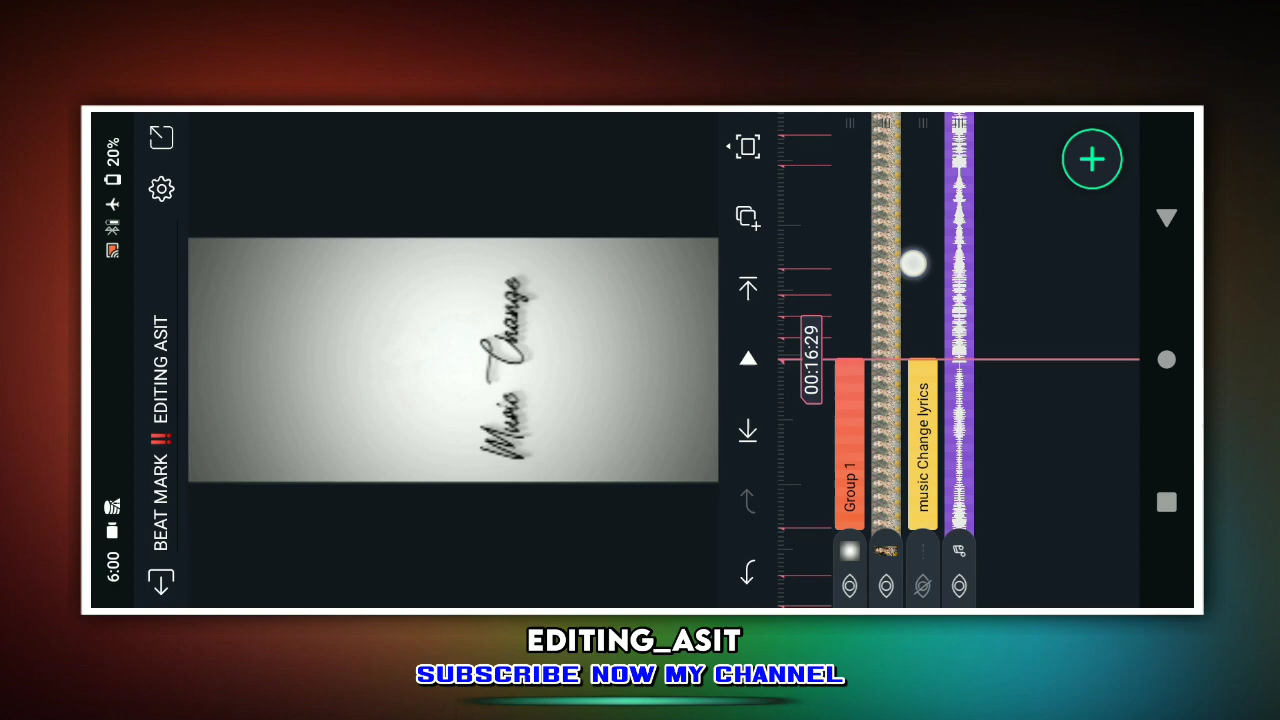 6:00
20%
BEAT MARK ‼️ EDITING ASIT
Music Change
00:16:29
Group 1
music Change lyrics
EDITING_ASIT
SUBSCRIBE NOW MY CHANNEL